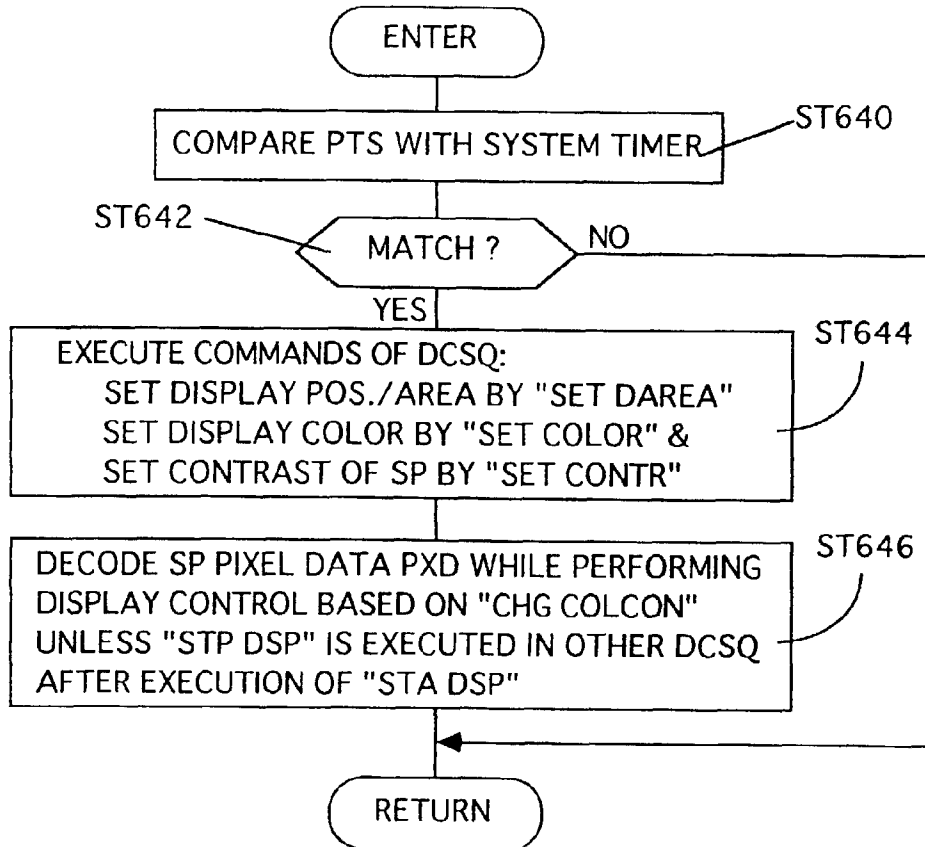 ENTER
COMPARE PTS WITH SYSTEM TIMER
ST640
ST642
MATCH ?
NO
YES
ST644
EXECUTE COMMANDS OF DCSQ:
SET DISPLAY POS./AREA BY "SET DAREA"
SET DISPLAY COLOR BY "SET COLOR" &
SET CONTRAST OF SP BY "SET CONTR"
ST646
DECODE SP PIXEL DATA PXD WHILE PERFORMING
DISPLAY CONTROL BASED ON "CHG COLCON"
UNLESS "STP DSP" IS EXECUTED IN OTHER DCSQ
AFTER EXECUTION OF "STA DSP"
RETURN